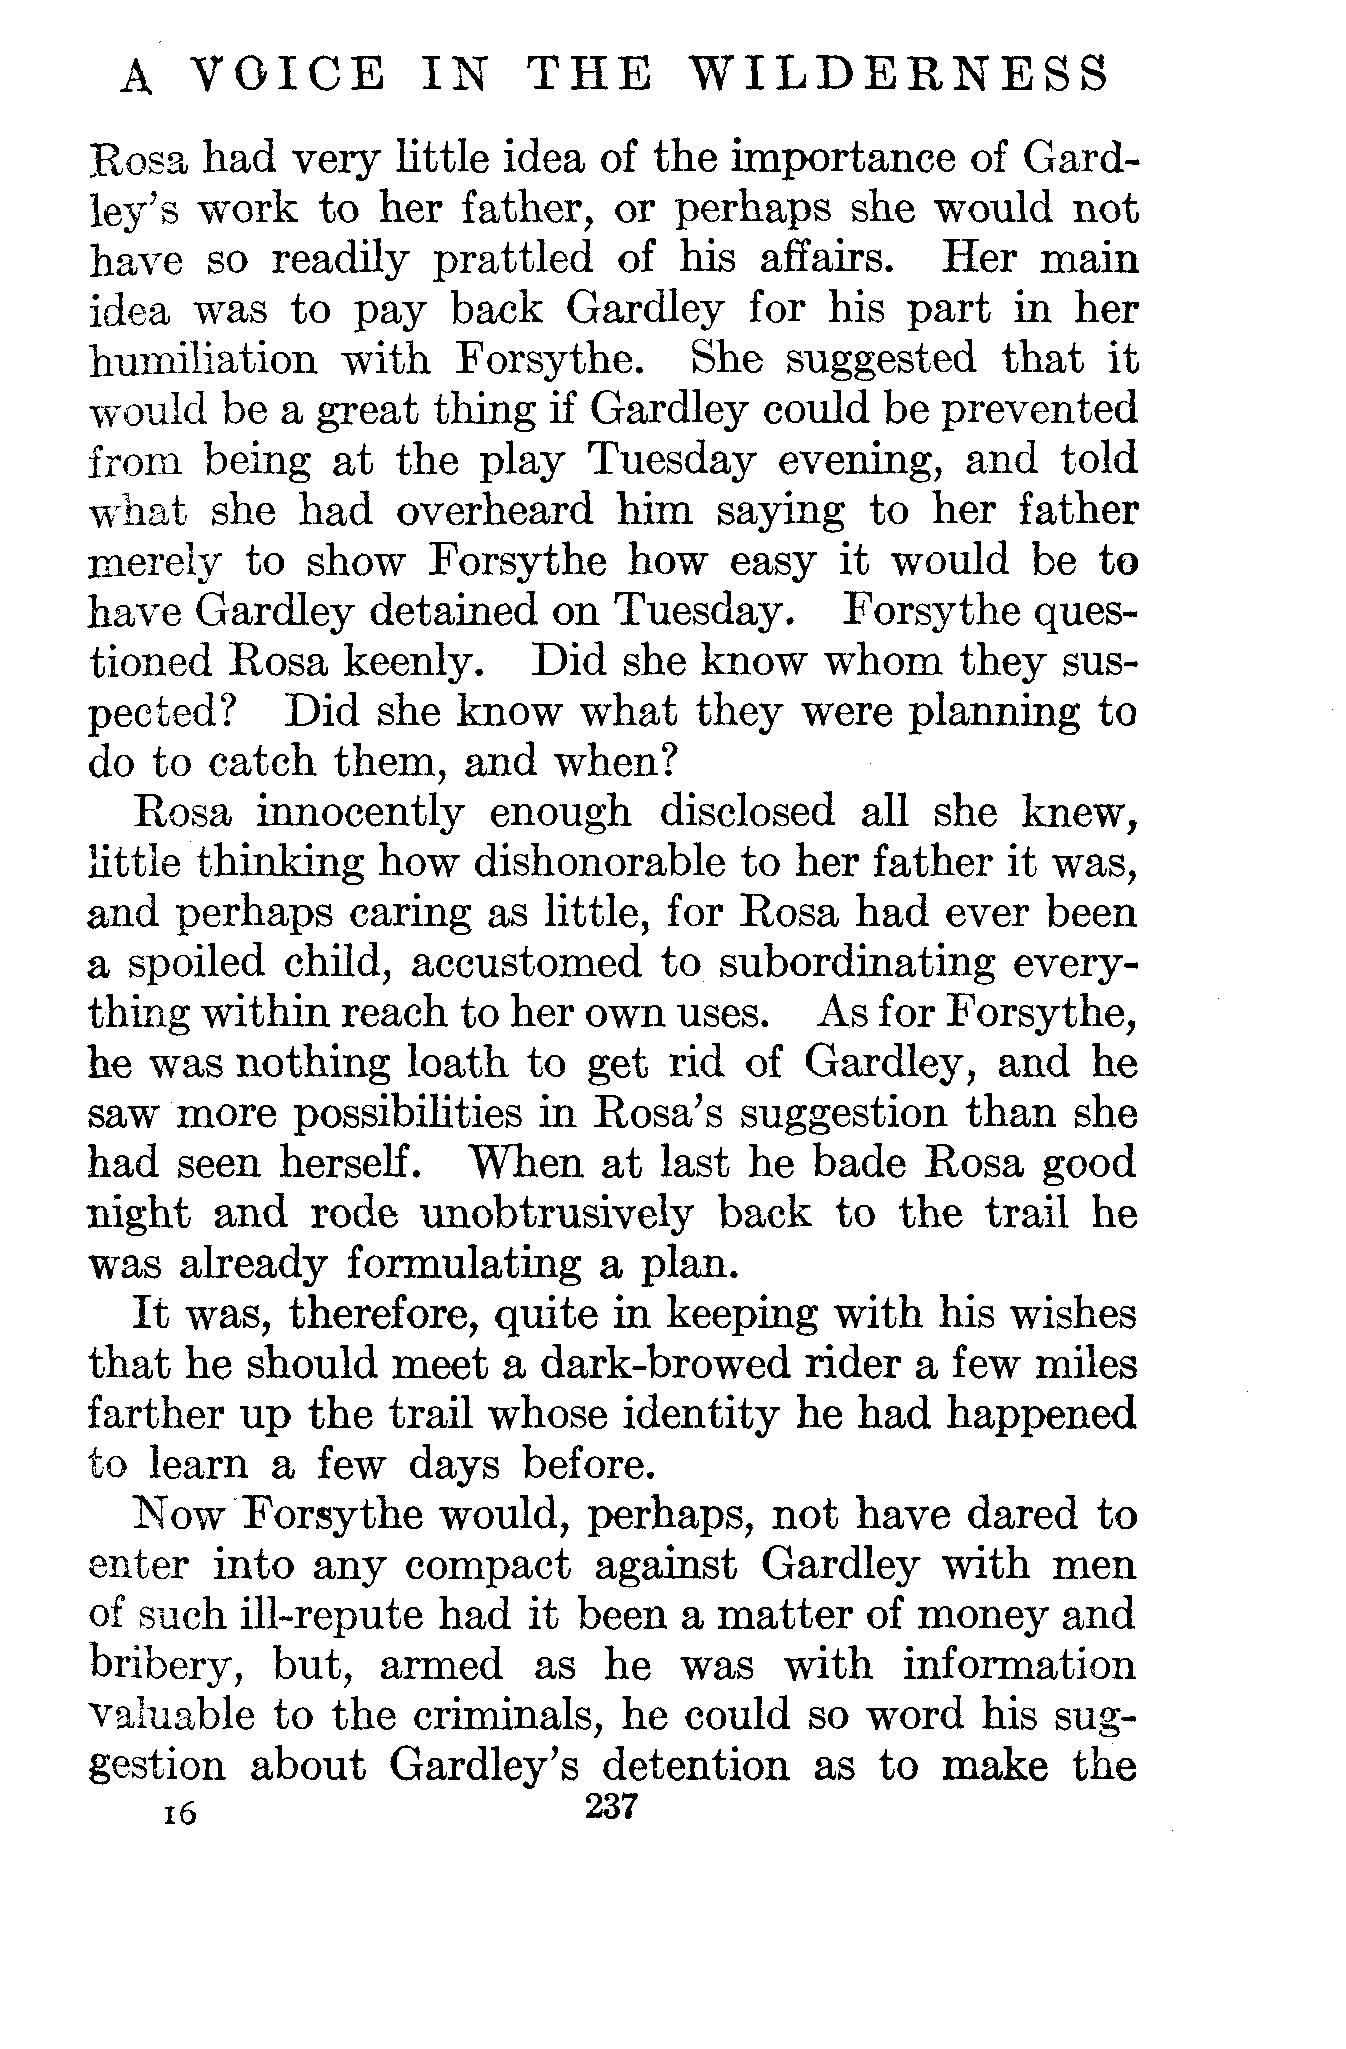 A VOICE IN THE WILDERNESS
Rosa had very little idea of the importance of Gard-
ley's work to her father, or perhaps she would not
have so readily prattled of his affairs. Her main
idea was to pay back Gardley for his part in her
humiliation with Forsythe. She suggested that it
would be a great thing if Gardley could be prevented
from being at the play Tuesday evening, and told
what she had overheard him saying to her father
merely to show Forsythe how easy it would be to
have Gardley detained on Tuesday. Forsythe ques-
tioned Rosa keenly. Did she know whom they sus-
pected? Did she know what they were planning to
do to catch them, and when?
Rosa innocently enough disclosed all she knew,
little thinking how dishonorable to her father it was,
and perhaps caring as little, for Rosa had ever been
a spoiled child, accustomed to subordinating every-
thing within reach to her own uses. As for Forsythe,
he was nothing loath to get rid of Gardley, and he
saw more possibilities in Rosa's suggestion than she
had seen herself. When at last he bade Rosa good
night and rode unobtrusively back to the trail he
was already formulating a plan.
It was, therefore, quite in keeping with his wishes
that he should meet a dark-browed rider a few miles
farther up the trail whose identity he had happened
to learn a few days before.
Now Forsythe would, perhaps, not have dared to
enter into any compact against Gardley with men
of such ill-repute had it been a matter of money and
bribery, but, armed as he was with information
valuable to the criminals, he could so word his sug-
gestion about Gardley's detention as to make the
16 237